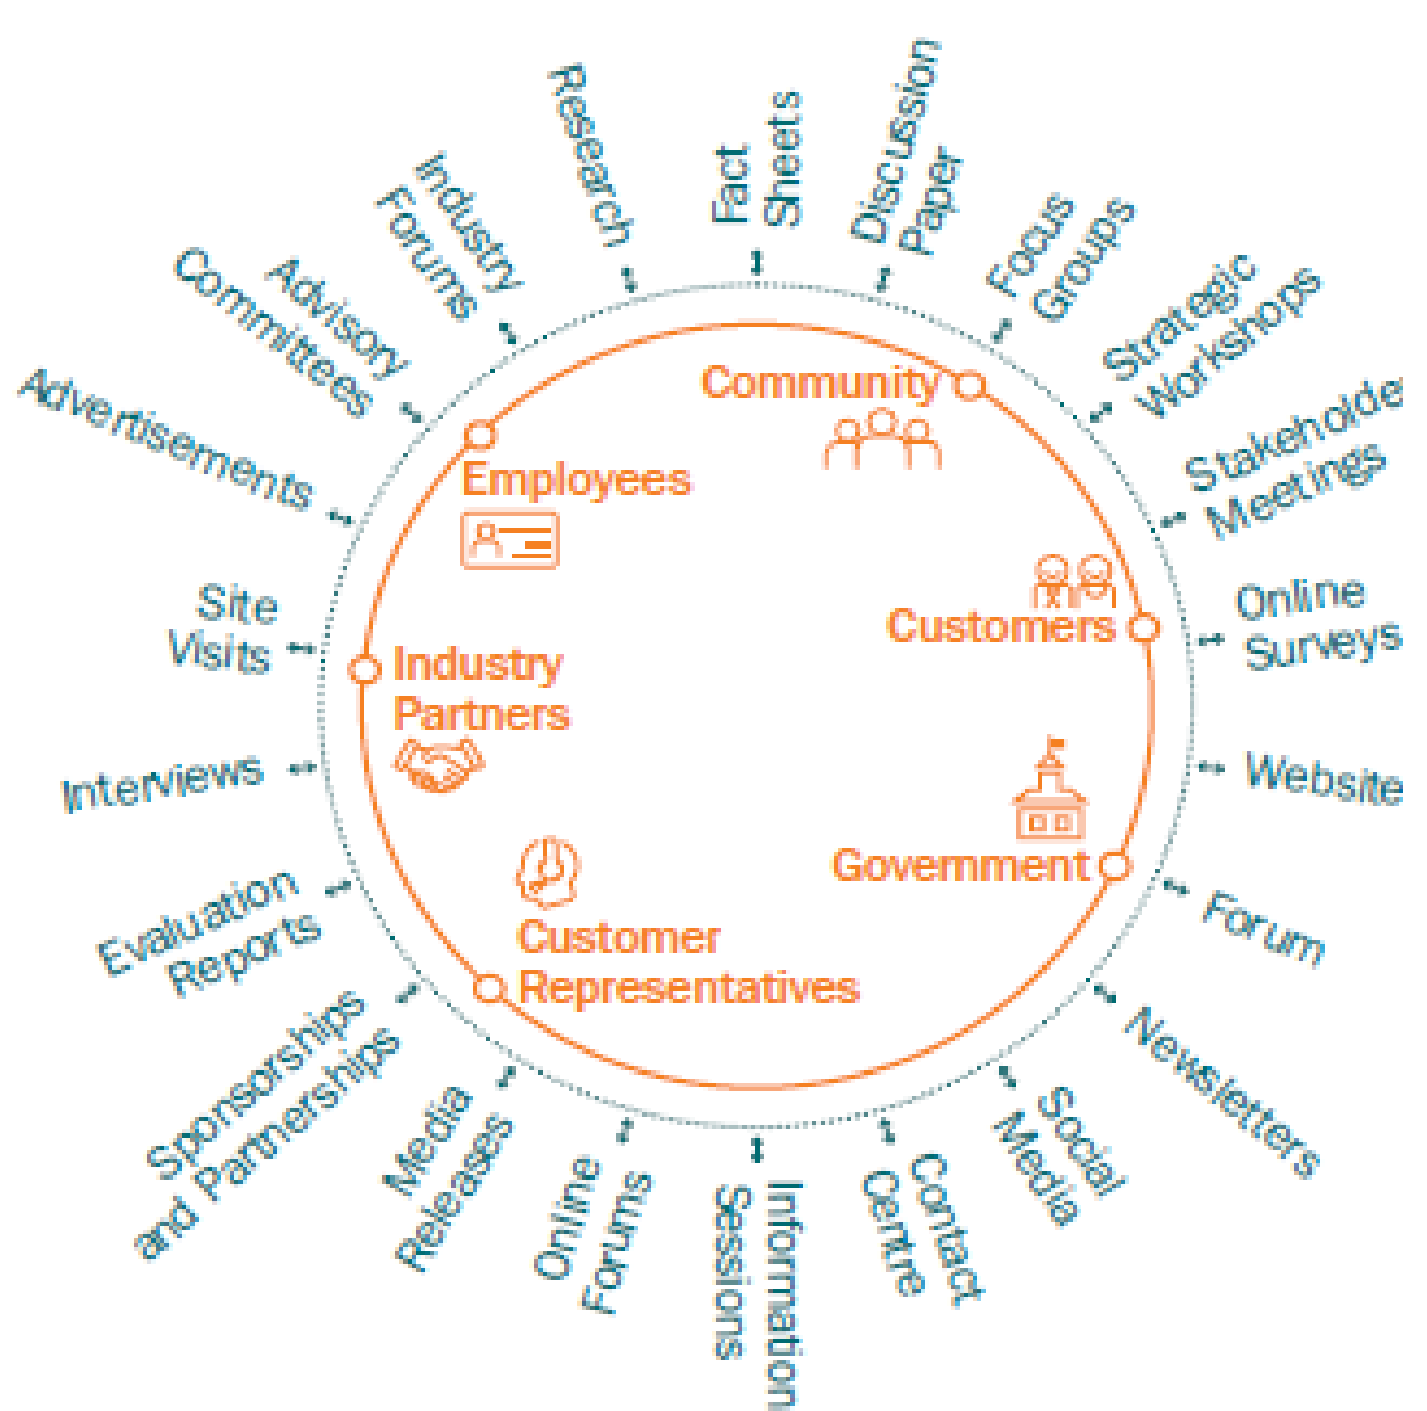 Fact
Sheets
Discussion
Paper
Focus
Groups
Strategic
Workshops
Stakeholde
Meetings
Online
Surveys
Website
Forum
Newsletters
Social
Media
Contact
Centre
Information
Sessions
Online
Forums
Media
Releases
Sponsorships
and Partnerships
Evaluation
Reports
Interviews
Site
Visits
Advertisements
Advisory
Committees
Industry
Forums
Research
Community
Customers
Government
Customer
Representatives
Industry
Partners
Employees